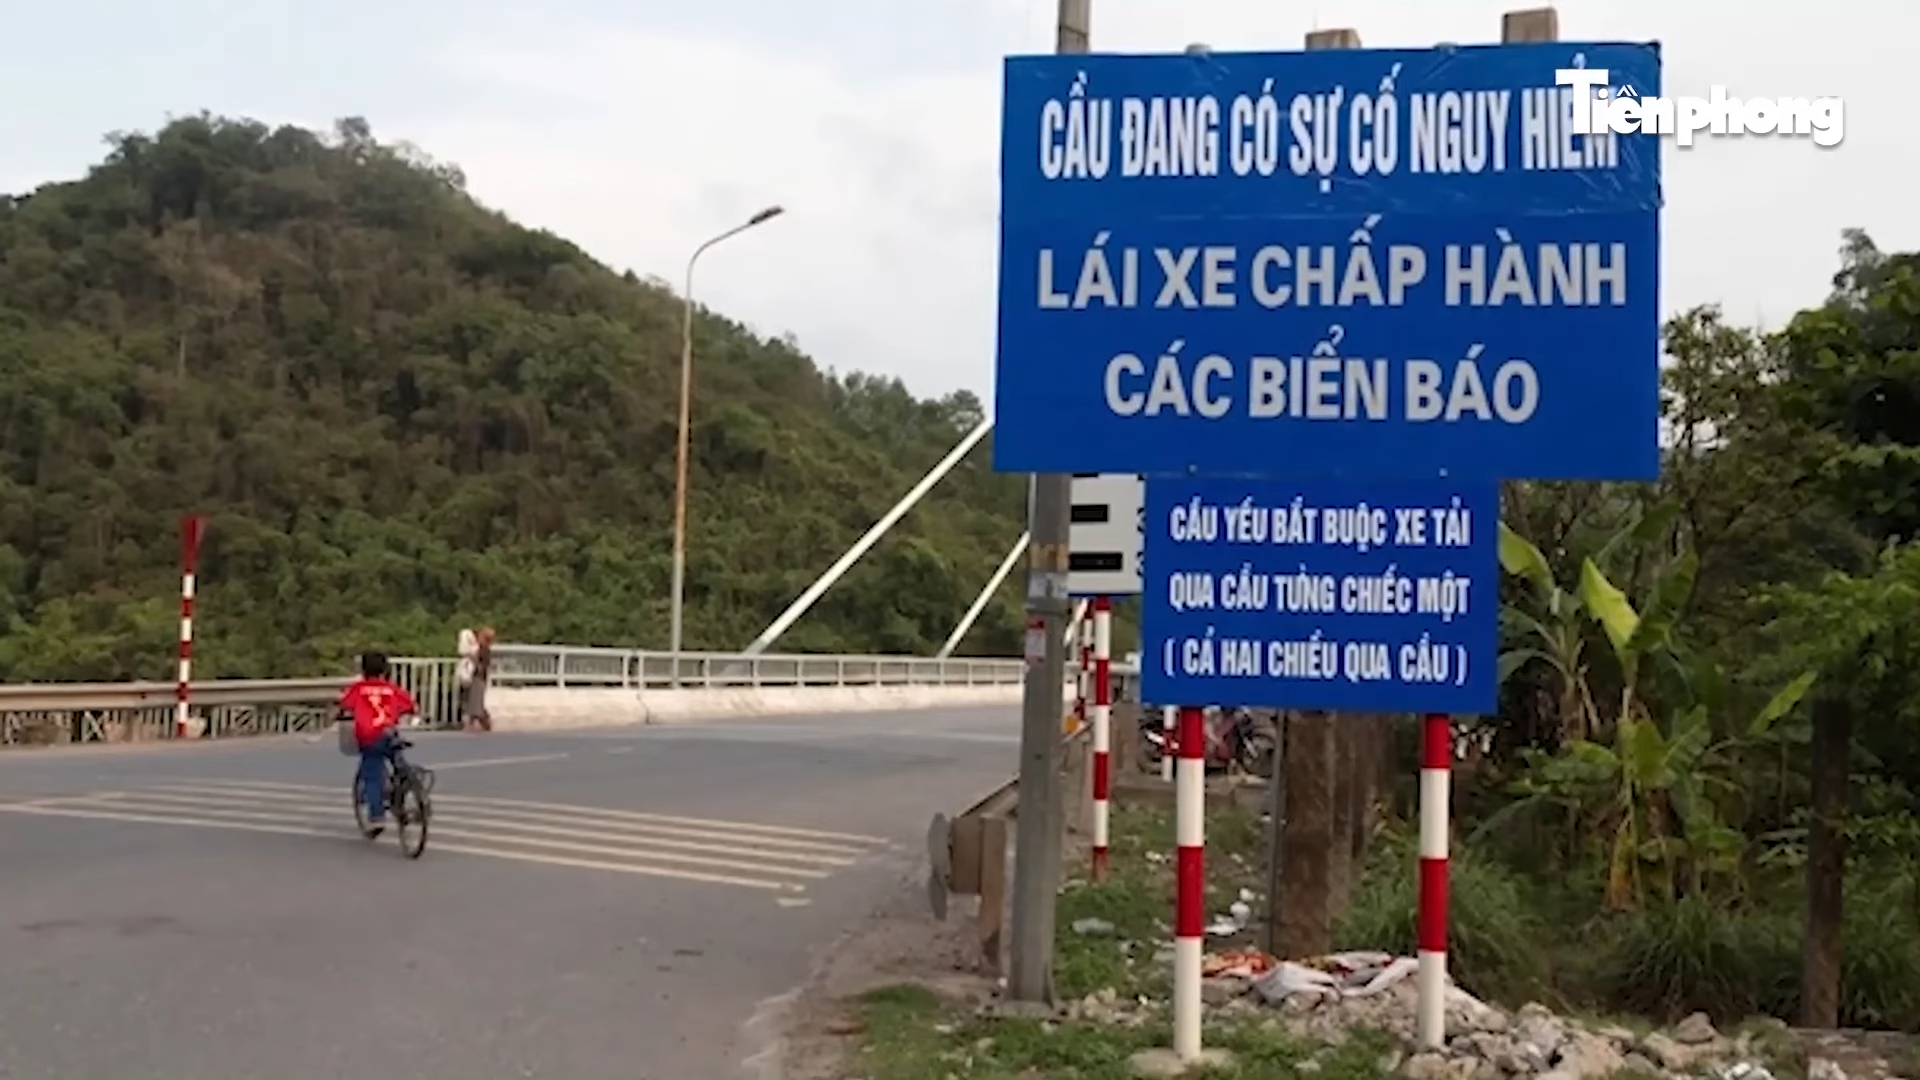 Tiền phong
CẦU ĐANG CÓ SỰ CỐ NGUY HIỂM
LÁI XE CHẤP HÀNH
CÁC BIỂN BÁO
CẦU YẾU BẮT BUỘC XE TẢI
QUA CẦU TỪNG CHIẾC MỘT
( CẢ HAI CHIỀU QUA CẦU )